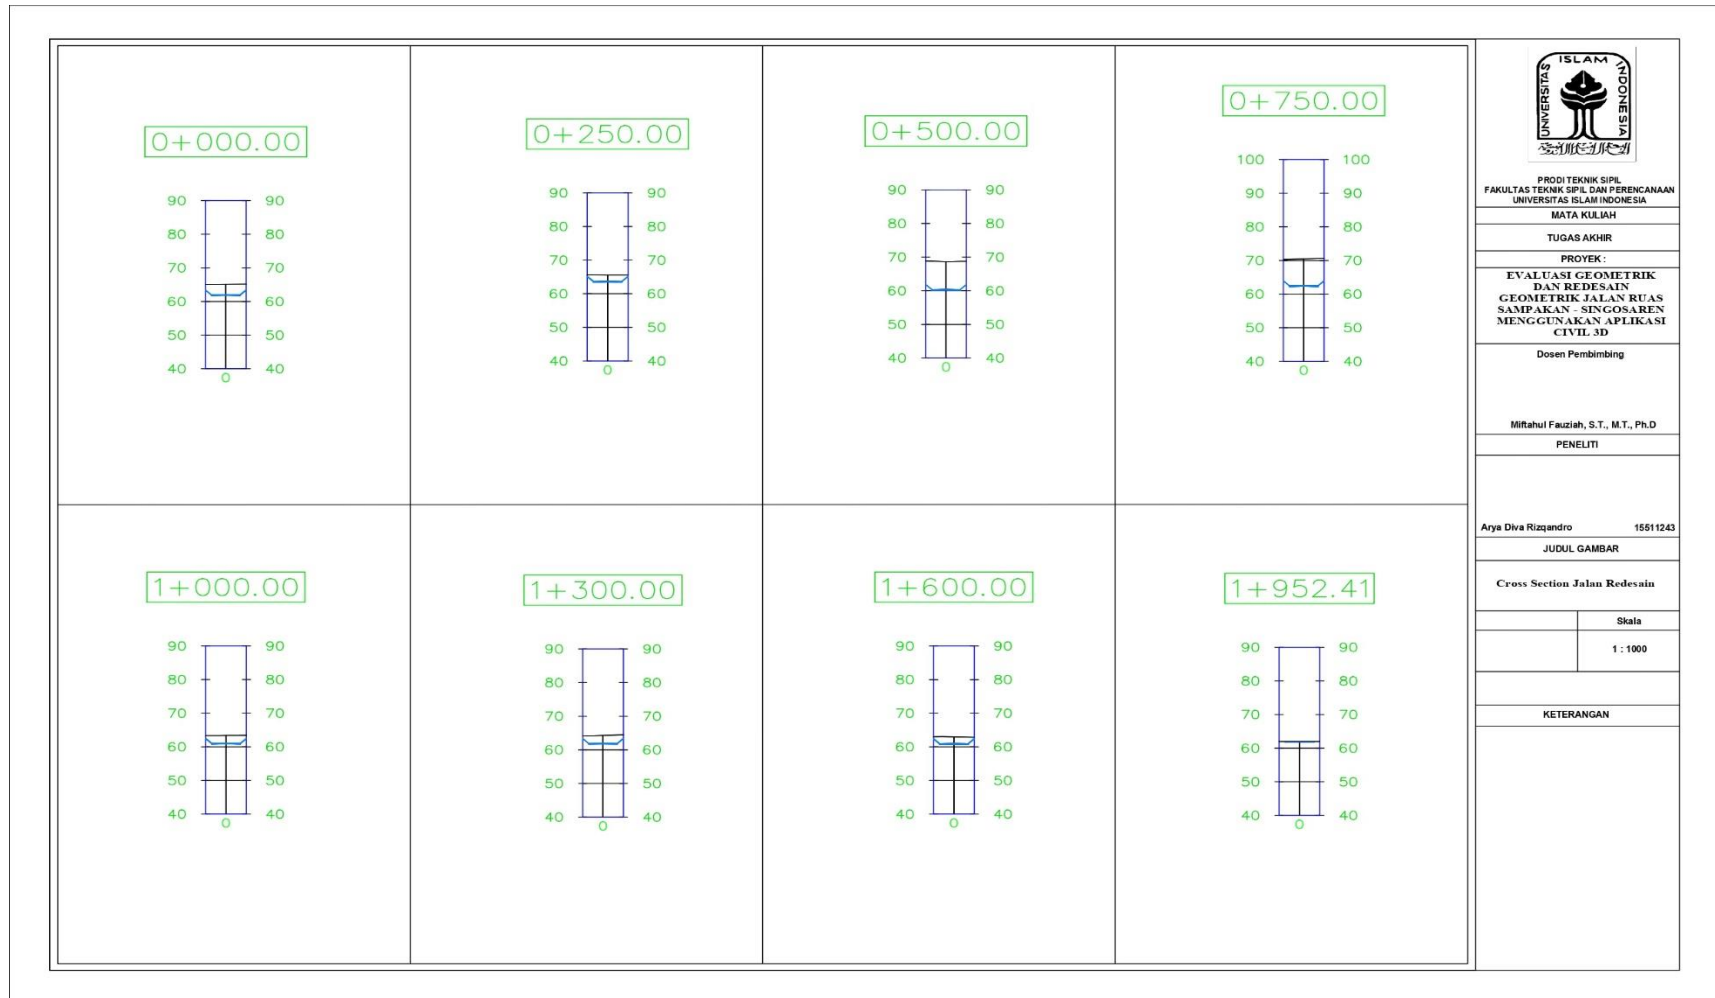 0+000.00
90 90
80 80
70 70
60 60
50 50
40 40
0
0+250.00
90 90
80 80
70 70
60 60
50 50
40 40
0
0+500.00
90 90
80 80
70 70
60 60
50 50
40 40
0
0+750.00
100 100
90 90
80 80
70 70
60 60
50 50
40 40
0
1+000.00
90 90
80 80
70 70
60 60
50 50
40 40
0
1+300.00
90 90
80 80
70 70
60 60
50 50
40 40
0
1+600.00
90 90
80 80
70 70
60 60
50 50
40 40
0
1+952.41
90 90
80 80
70 70
60 60
50 50
40 40
0
UNIVERSITAS ISLAM INDONESIA
PRODI TEKNIK SIPIL
FAKULTAS TEKNIK SIPIL DAN PERENCANAAN
UNIVERSITAS ISLAM INDONESIA
MATA KULIAH
TUGAS AKHIR
PROYEK :
EVALUASI GEOMETRIK
DAN REDESAIN
GEOMETRIK JALAN RUAS
SAMPAKAN - SINGOSAREN
MENGGUNAKAN APLIKASI
CIVIL 3D
Dosen Pembimbing
Miftahul Fauziah, S.T., M.T., Ph.D
PENELITI
Arya Diva Rizqandro 15511243
JUDUL GAMBAR
Cross Section Jalan Redesain
Skala
1 : 1000
KETERANGAN